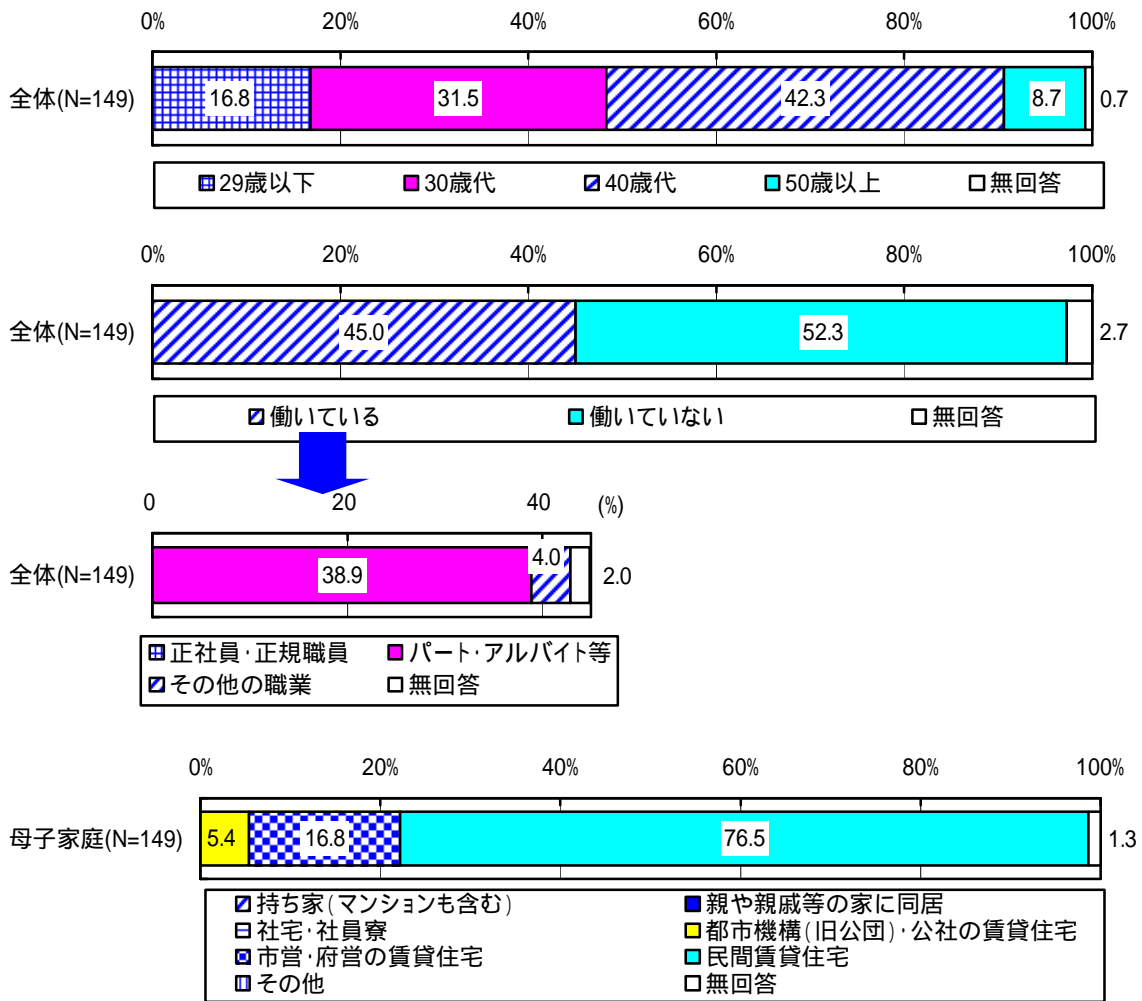 0% 20% 40% 60% 80% 100%
全体(N=149) 16.8 31.5 42.3 8.7 0.7
29歳以下 30歳代 40歳代 50歳以上 無回答
0% 20% 40% 60% 80% 100%
全体(N=149) 45.0 52.3 2.7
働いている 働いていない 無回答
0 20 40 (%)
全体(N=149) 38.9 4.0 2.0
正社員・正規職員 パート・アルバイト等
その他の職業 無回答
0% 20% 40% 60% 80% 100%
母子家庭(N=149) 5.4 16.8 76.5 1.3
持ち家(マンションも含む) 親や親戚等の家に同居
社宅・社員寮 都市機構(旧公団)・公社の賃貸住宅
市営・府営の賃貸住宅 民間賃貸住宅
その他 無回答